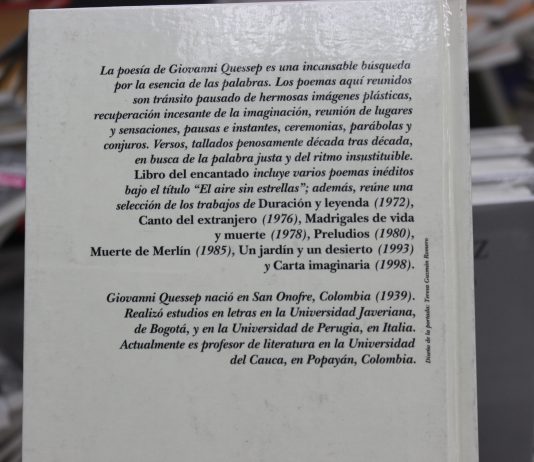 La poesía de Giovanni Quessep es una incansable búsqueda
por la esencia de las palabras. Los poemas aquí reunidos
son tránsito pausado de hermosas imágenes plásticas,
recuperación incesante de la imaginación, reunión de lugares
y sensaciones, pausas e instantes, ceremonias, parábolas y
conjuros. Versos, tallados penosamente década tras década,
en busca de la palabra justa y del ritmo insustituible.
Libro del encantado incluye varios poemas inéditos
bajo el título "El aire sin estrellas"; además, reúne una
selección de los trabajos de Duración y leyenda (1972),
Canto del extranjero (1976), Madrigales de vida
y muerte (1978), Preludios (1980),
Muerte de Merlín (1985), Un jardín y un desierto (1993)
y Carta imaginaria (1998).
Giovanni Quessep nació en San Onofre, Colombia (1939).
Realizó estudios en letras en la Universidad Javeriana,
de Bogotá, y en la Universidad de Perugia, en Italia.
Actualmente es profesor de literatura en la Universidad
del Cauca, en Popayán, Colombia.
Diseño de la portada: Teresa Guzmán Romero
Z